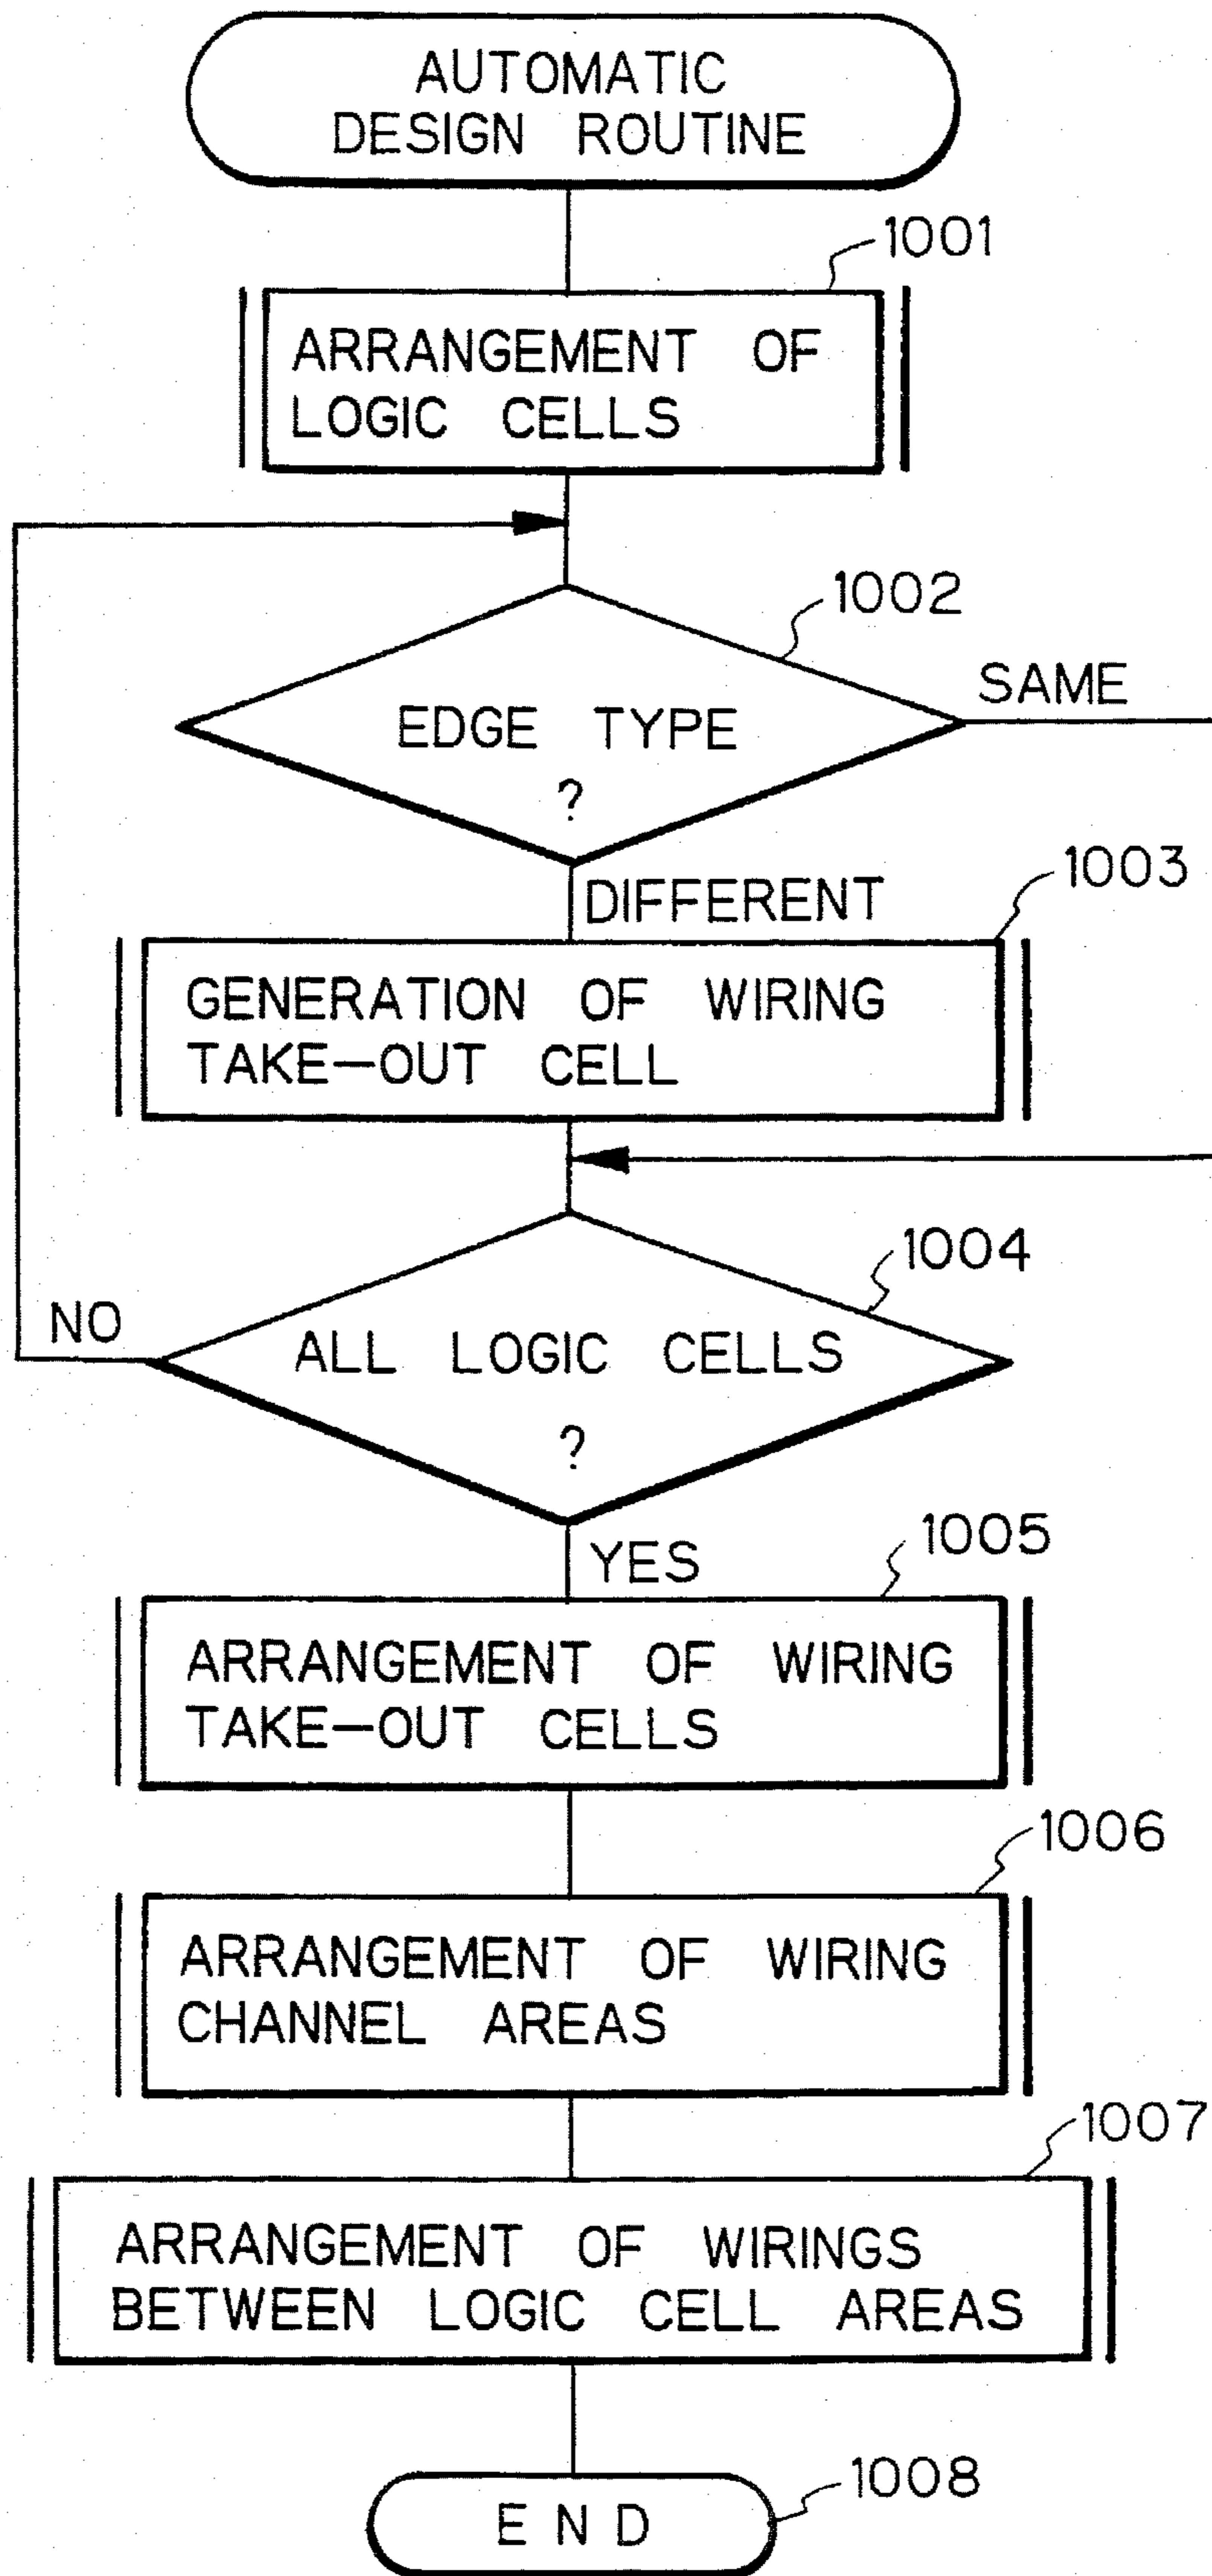 AUTOMATIC
DESIGN ROUTINE
1001
ARRANGEMENT OF
LOGIC CELLS
1002
SAME
EDGE TYPE
?
1003
DIFFERENT
GENERATION OF WIRING
TAKE-OUT CELL
1004
NO
ALL LOGIC CELLS
?
1005
YES
ARRANGEMENT OF WIRING
TAKE-OUT CELLS
1006
ARRANGEMENT OF WIRING
CHANNEL AREAS
1007
ARRANGEMENT OF WIRINGS
BETWEEN LOGIC CELL AREAS
1008
END